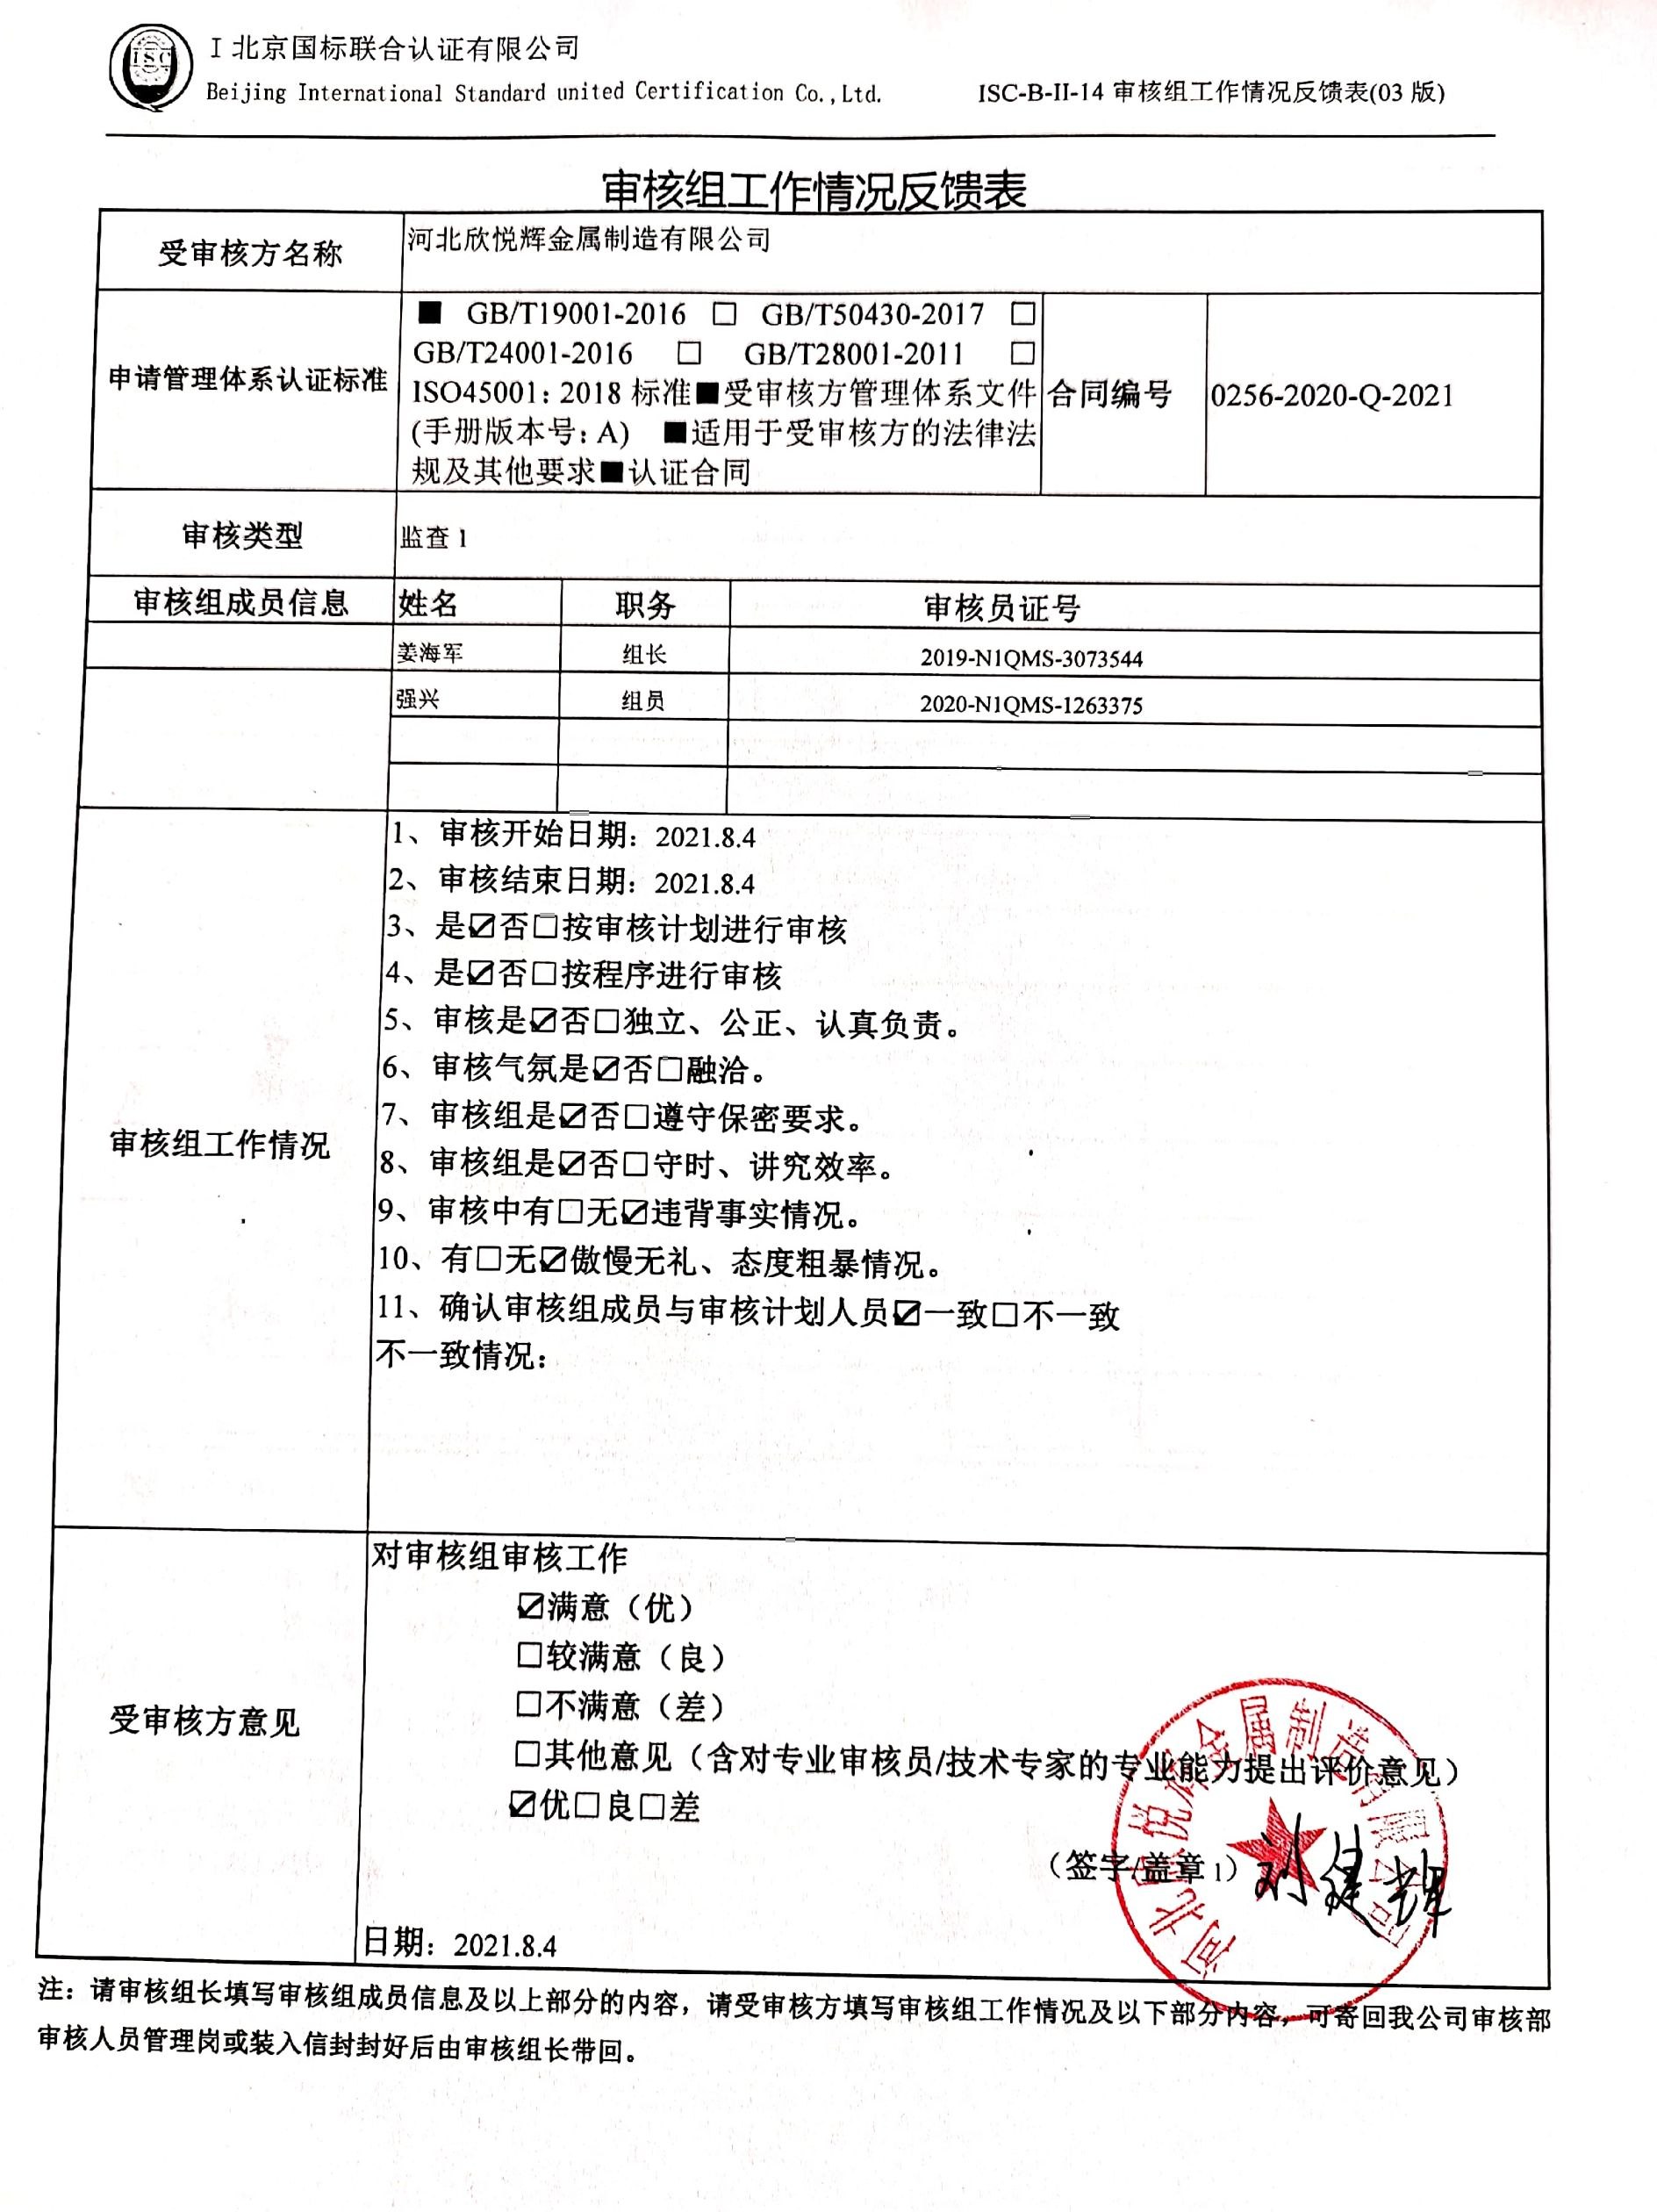 ISC
I 北京国标联合认证有限公司
Beijing International Standard united Certification Co.,Ltd.
ISC-B-II-14 审核组工作情况反馈表(03 版)
审核组工作情况反馈表
受审核方名称
河北欣悦辉金属制造有限公司
申请管理体系认证标准
■ GB/T19001-2016 □ GB/T50430-2017 □
GB/T24001-2016 □ GB/T28001-2011 □
ISO45001: 2018 标准■受审核方管理体系文件
(手册版本号: A) ■适用于受审核方的法律法
规及其他要求■认证合同
合同编号
0256-2020-Q-2021
审核类型
监查 1
审核组成员信息 姓名 职务 审核员证号
姜海军 组长 2019-N1QMS-3073544
强兴 组员 2020-N1QMS-1263375
审核组工作情况
1、审核开始日期: 2021.8.4
2、审核结束日期: 2021.8.4
3、是☑否□按审核计划进行审核
4、是☑否□按程序进行审核
5、审核是☑否□独立、公正、认真负责。
6、审核气氛是☑否□融洽。
7、审核组是☑否□遵守保密要求。
8、审核组是☑否□守时、讲究效率。
9、审核中有□无☑违背事实情况。
10、有□无☑傲慢无礼、态度粗暴情况。
11、确认审核组成员与审核计划人员☑一致□不一致
不一致情况:
受审核方意见
对审核组审核工作
☑满意（优）
□较满意（良）
□不满意（差）
□其他意见（含对专业审核员/技术专家的专业能力提出评价意见）
☑优□良□差
（签字/盖章 1）刘建辉
河北欣悦辉金属制造有限公司
日期: 2021.8.4
注: 请审核组长填写审核组成员信息及以上部分的内容，请受审核方填写审核组工作情况及以下部分内容，可寄回我公司审核部
审核人员管理岗或装入信封封好后由审核组长带回。